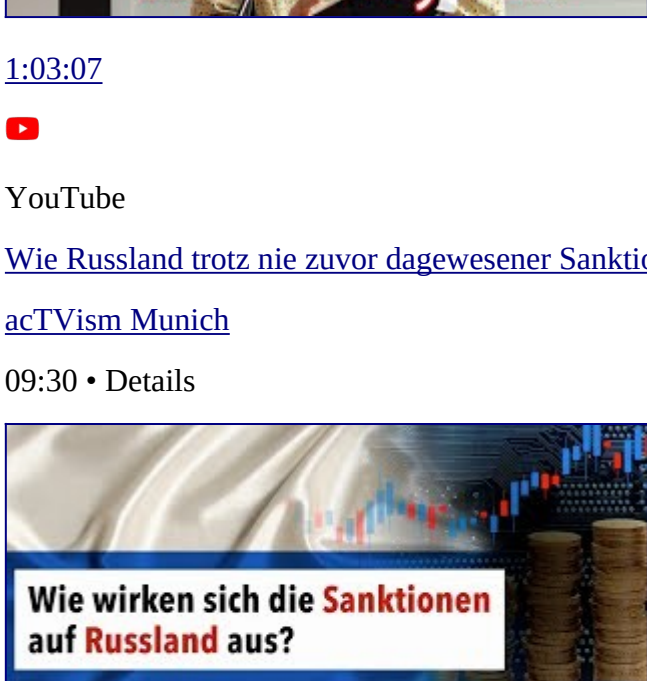 1:03:07
YouTube
Wie Russland trotz nie zuvor dagewesener
acTVism Munich
09:30 • Details
Wie wirken sich die Sanktionen
auf Russland aus?